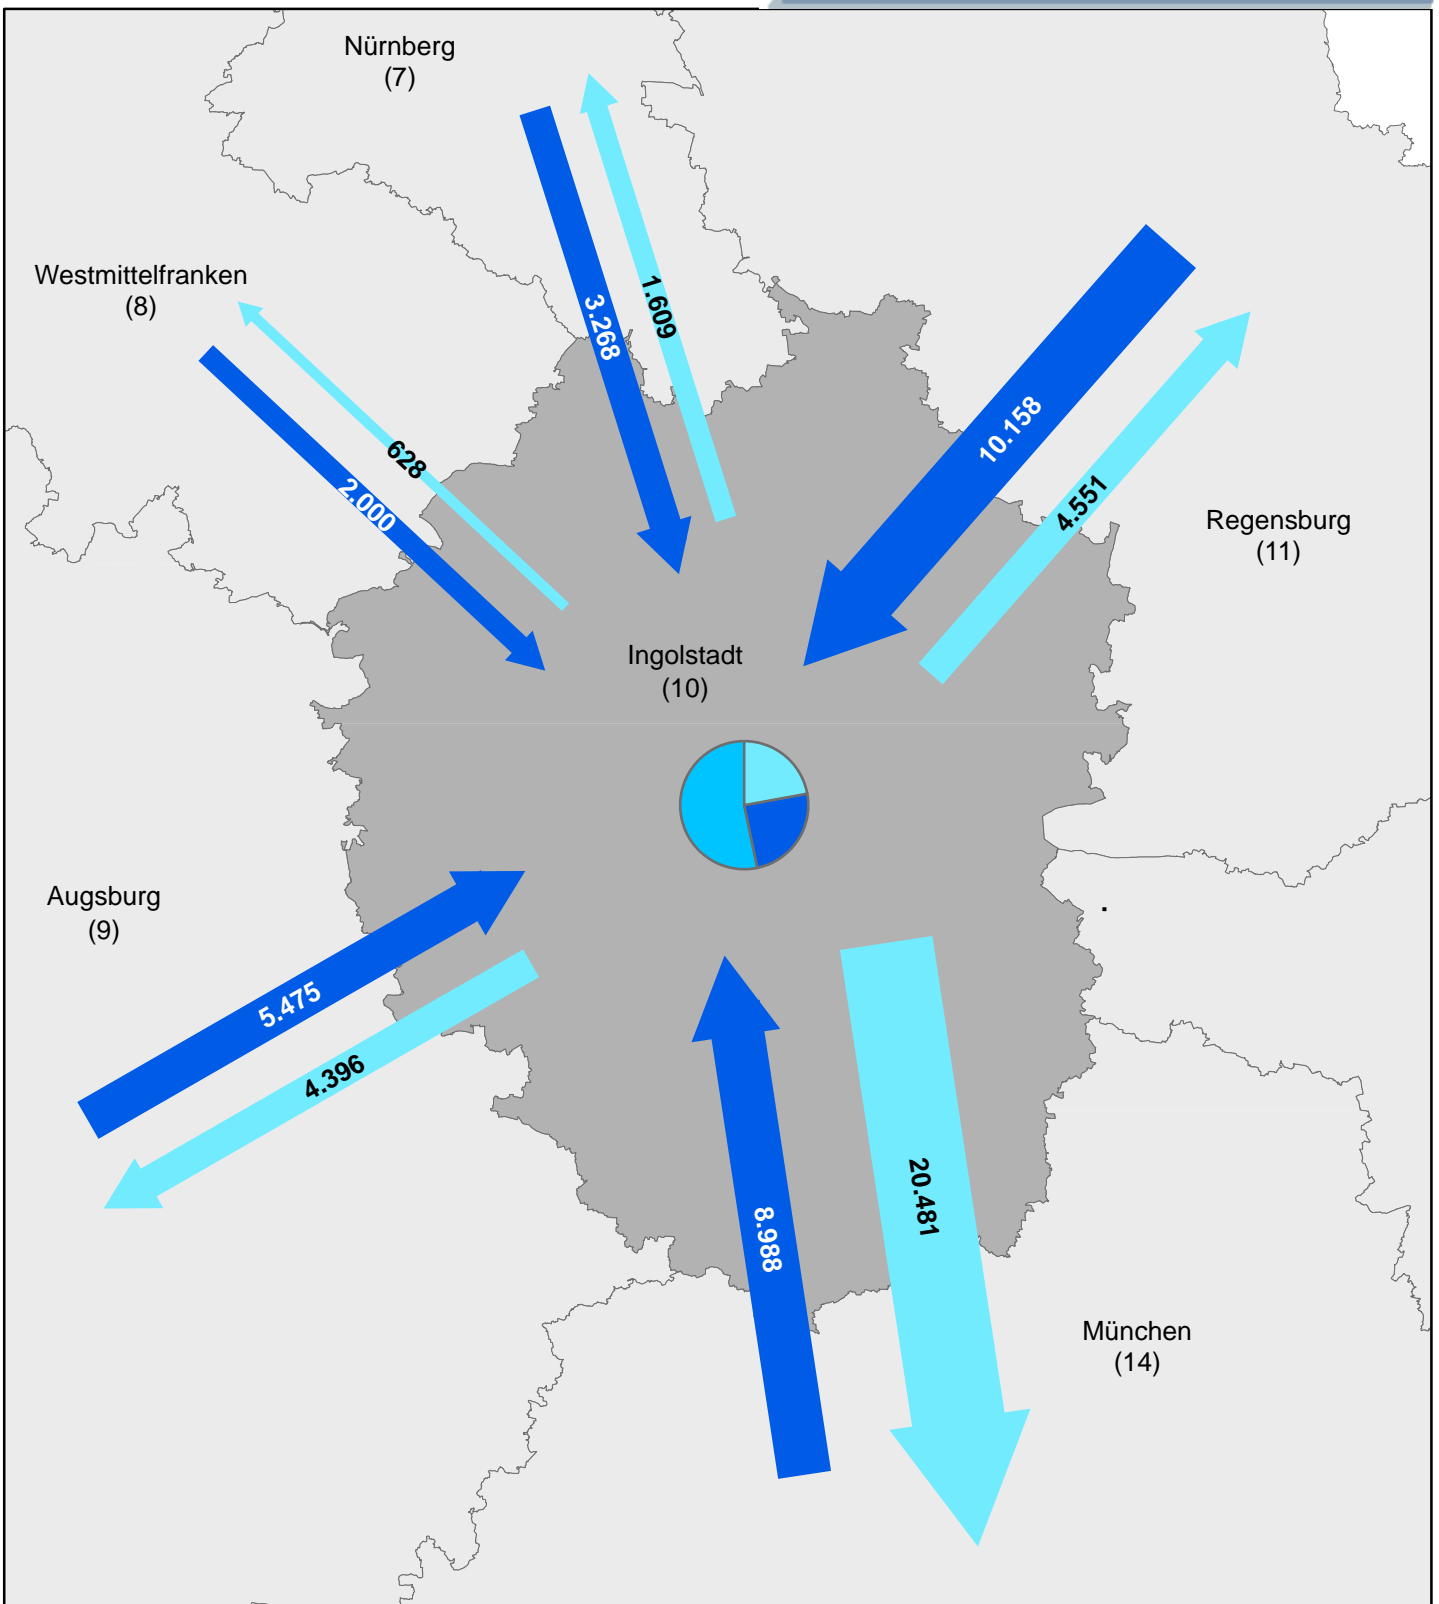 Nürnberg
(7)
Westmittelfranken
(8)
3.268
1.609
10.158
628
2.000
4.551
Regensburg
(11)
Ingolstadt
(10)
Augsburg
(9)
5.475
4.396
8.988
20.481
München
(14)